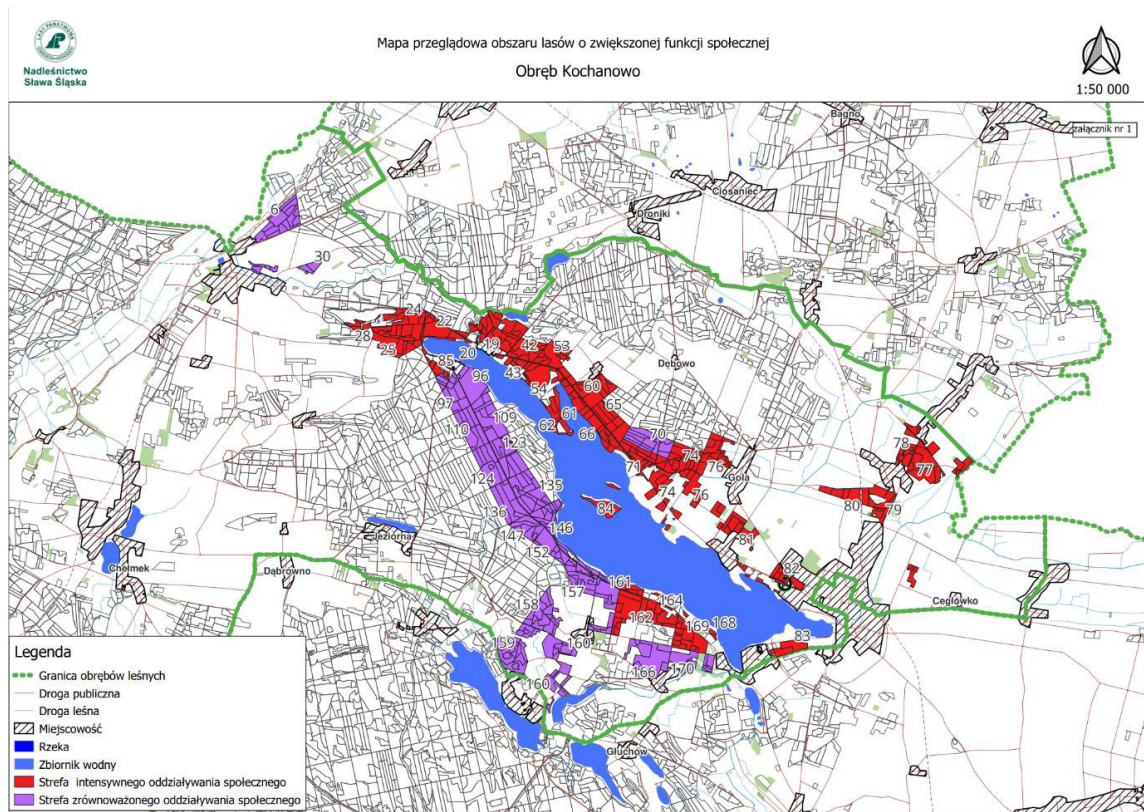 LASY PAŃSTWOWE
Nadleśnictwo
Sława Śląska
Mapa przeglądowa obszaru lasów o zwiększonej funkcji społecznej
Obręb Kochanowo
1:50 000
załącznik nr 1
Bagno
Ciosaniec
Droniki
6
30
24
28
25
19
42
53
20
85
43
96
54
60
Dębowo
97
65
109
61
62
110
66
70
123
71
74
76
78
77
Gola
124
135
74
76
80
79
136
84
146
81
Jeziorna
147
152
Chełmek
Dąbrowno
82
161
157
164
Cegłówko
158
162
169
168
83
159
160
166
170
160
Głuchów
Legenda
Granica obrębów leśnych
Droga publiczna
Droga leśna
Miejscowość
Rzeka
Zbiornik wodny
Strefa intensywnego oddziaływania społecznego
Strefa zrównoważonego oddziaływania społecznego